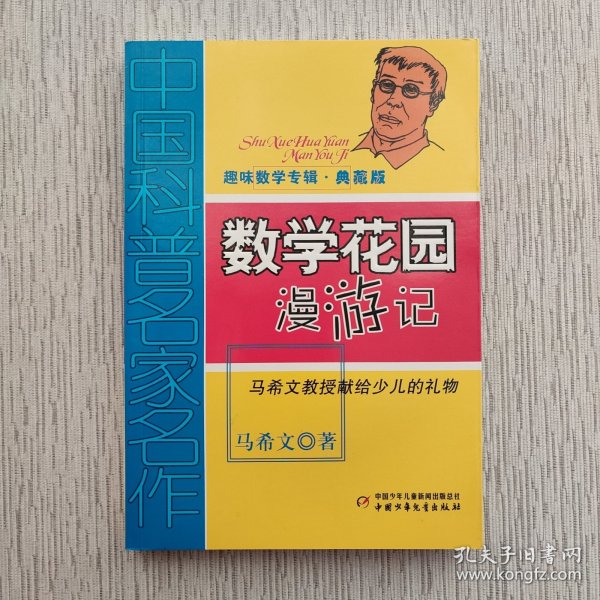 中国科普名家名作
Shu Xue Hua Yuan
Man You Ji
趣味数学专辑·典藏版
数学花园
漫游记
马希文教授献给少儿的礼物
马希文◎著
中国少年儿童新闻出版总社
中国少年儿童出版社
孔夫子旧书网
www.kongfz.com